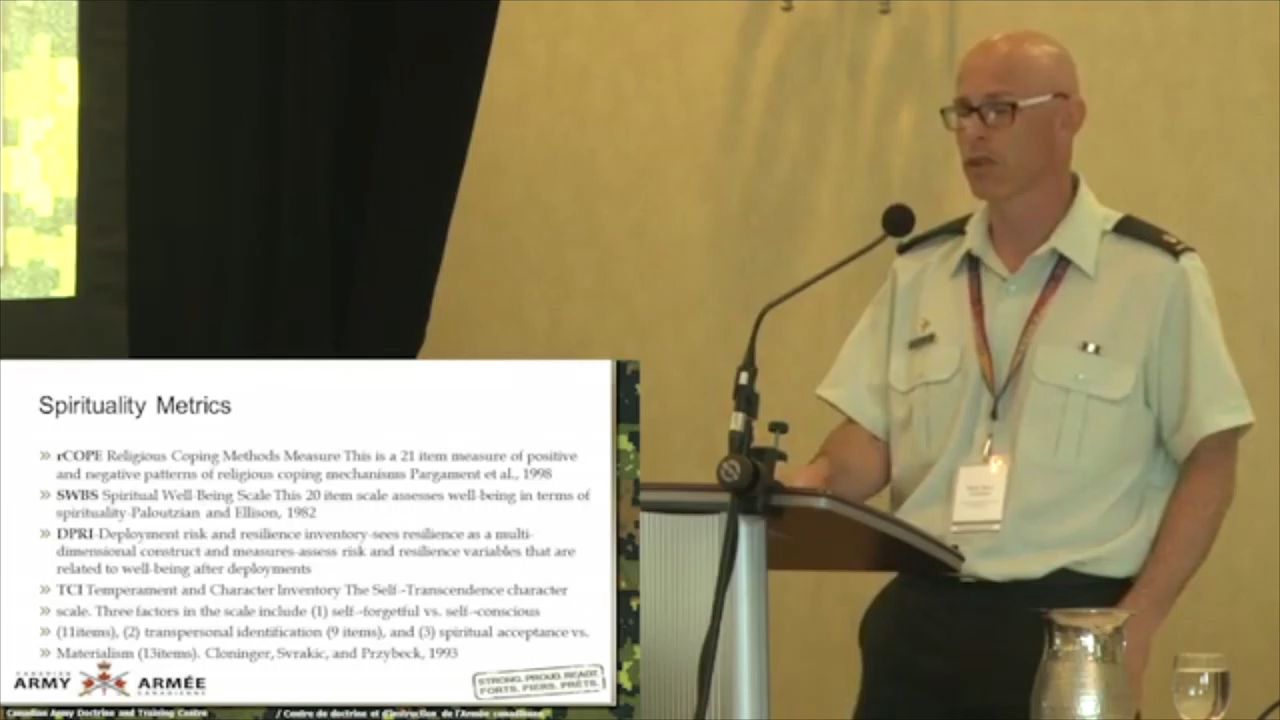 Spirituality Metrics
» rCOPE Religious Coping Methods Measure This is a 21 item measure of positive
and negative patterns of religious coping mechanisms Pargament et al., 1998
» SWBS Spiritual Well-Being Scale This 20 item scale assesses well-being in terms of
spirituality-Paloutzian and Ellison, 1982
» DPRI-Deployment risk and resilience inventory-sees resilience as a multi-
dimensional construct and measures-assess risk and resilience variables that are
related to well-being after deployments
» TCI Temperament and Character Inventory The Self-Transcendence character
» scale. Three factors in the scale include (1) self-forgetful vs. self-conscious
» (11items), (2) transpersonal identification (9 items), and (3) spiritual acceptance vs.
» Materialism (13items). Cloninger, Svrakic, and Przybeck, 1993
CANADIAN
ARMY ARMÉE
CANADIENNE
STRONG. PROUD. READY.
FORTS. FIERS. PRÊTS.
Canadian Army Doctrine and Training Centre / Centre de doctrine et d'instruction de l'Armée canadienne